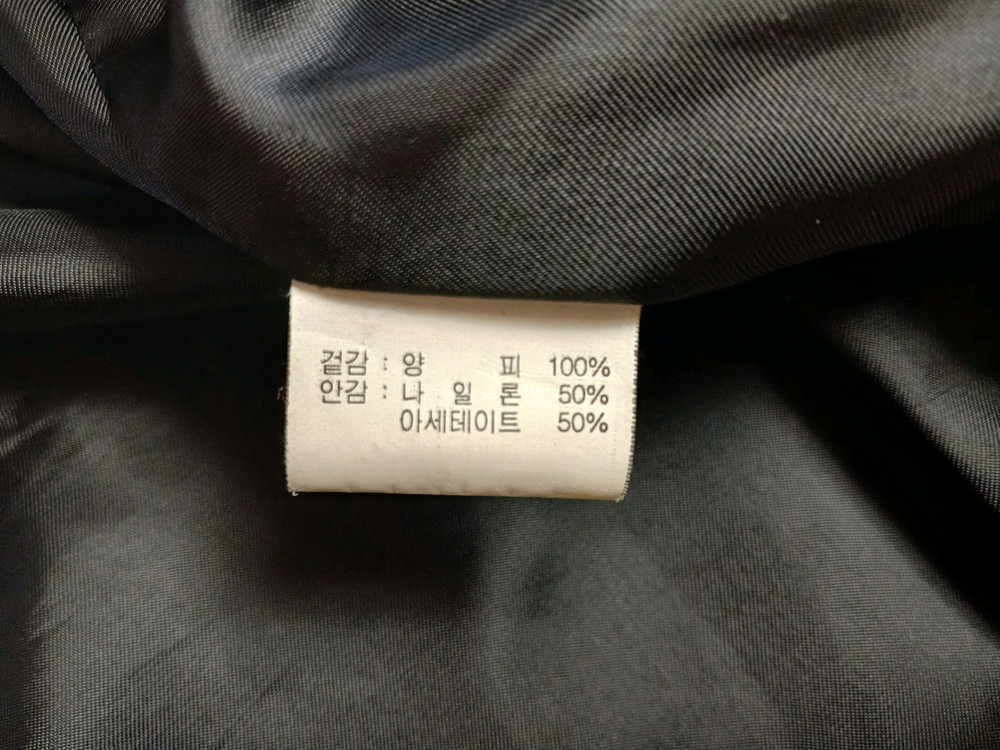 겉감 : 양 피 100%
안감 : 나 일 론 50%
아세테이트 50%